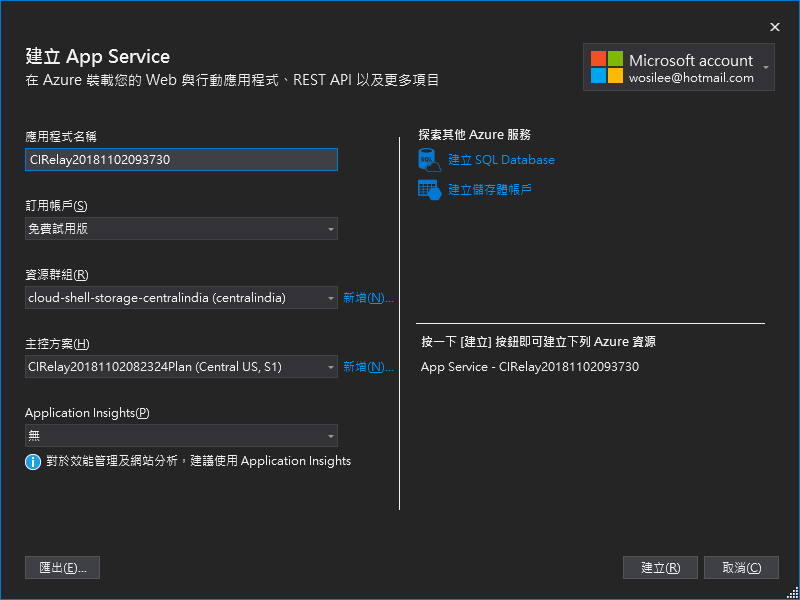 建立 App Service
在 Azure 裝載您的 Web 與行動應用程式、REST API 以及更多項目
Microsoft account
wosilee@hotmail.com
應用程式名稱
CIRelay20181102093730
訂用帳戶(S)
免費試用版
資源群組(R)
cloud-shell-storage-centralindia (centralindia)
新增(N)...
主控方案(H)
CIRelay20181102082324Plan (Central US, S1)
新增(N)...
Application Insights(P)
無
對於效能管理及網站分析，建議使用 Application Insights
探索其他 Azure 服務
SQL
建立 SQL Database
建立儲存體帳戶
按一下 [建立] 按鈕即可建立下列 Azure 資源
App Service - CIRelay20181102093730
匯出(E)...
建立(R)
取消(C)